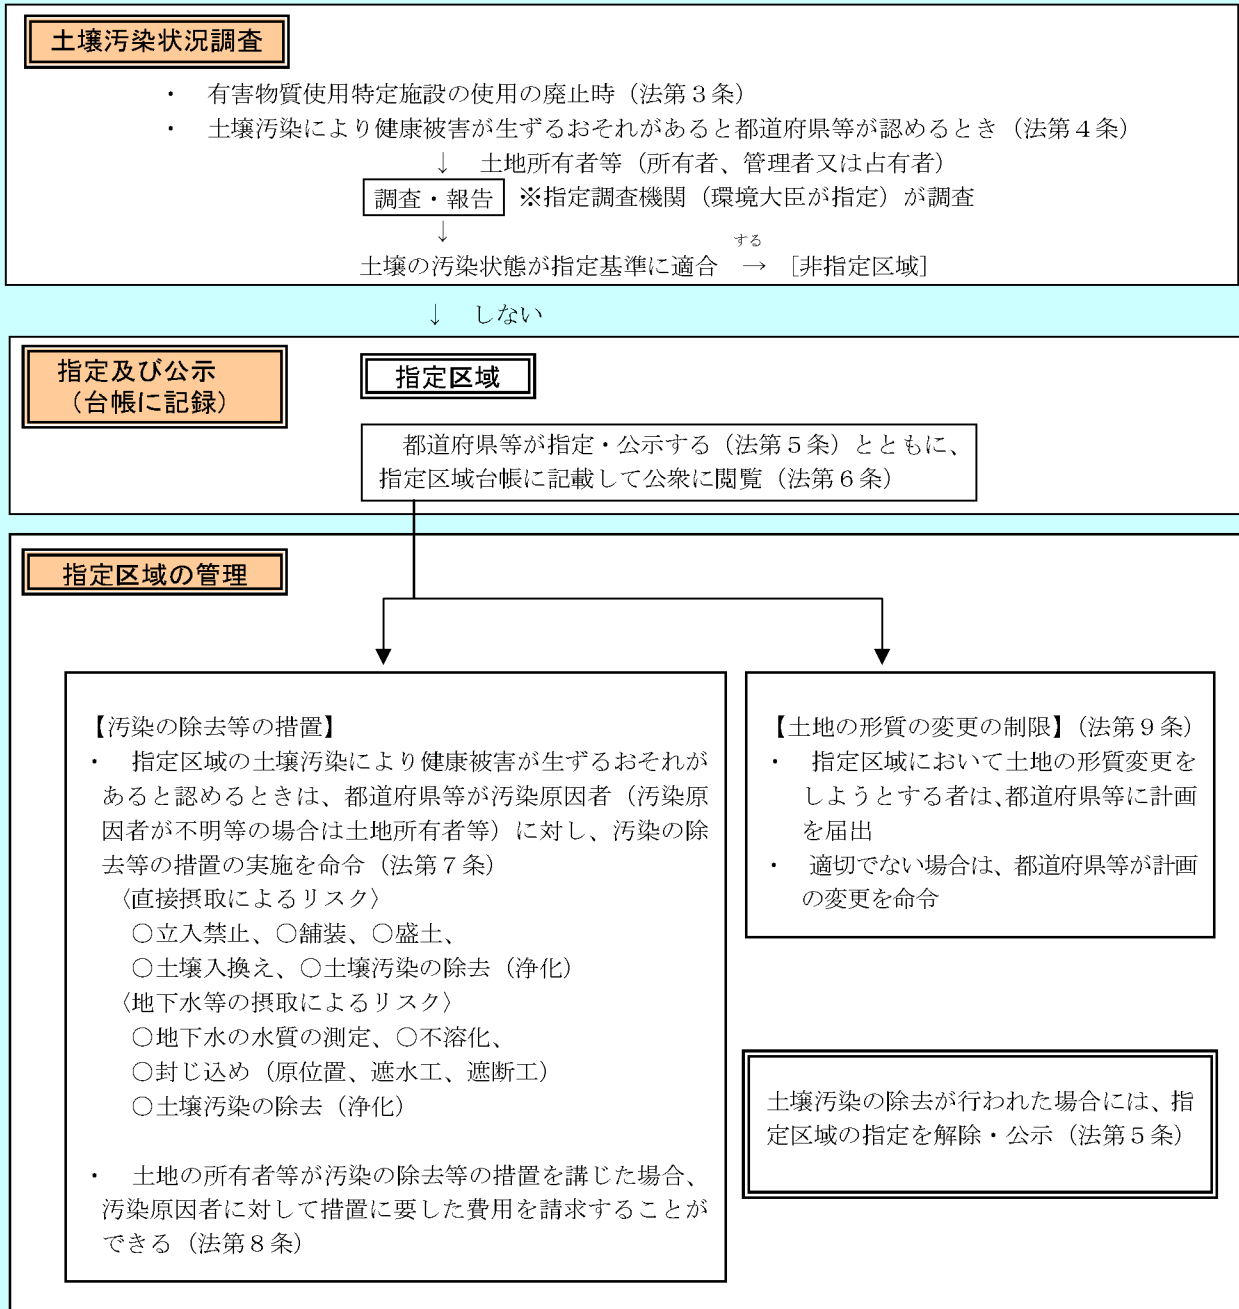 土壌汚染状況調査
・　有害物質使用特定施設の使用の廃止時（法第３条）
・　土壌汚染により健康被害が生ずるおそれがあると都道府県等が認めるとき（法第４条）
↓　土地所有者等（所有者、管理者又は占有者）
調査・報告　※指定調査機関（環境大臣が指定）が調査
↓
する
土壌の汚染状態が指定基準に適合　→　［非指定区域］
↓　しない
指定及び公示
（台帳に記録）
指定区域
都道府県等が指定・公示する（法第５条）とともに、
指定区域台帳に記載して公衆に閲覧（法第６条）
指定区域の管理
【汚染の除去等の措置】
・　指定区域の土壌汚染により健康被害が生ずるおそれが
あると認めるときは、都道府県等が汚染原因者（汚染原
因者が不明等の場合は土地所有者等）に対し、汚染の除
去等の措置の実施を命令（法第７条）
〈直接摂取によるリスク〉
○立入禁止、○舗装、○盛土、
○土壌入換え、○土壌汚染の除去（浄化）
〈地下水等の摂取によるリスク〉
○地下水の水質の測定、○不溶化、
○封じ込め（原位置、遮水工、遮断工）
○土壌汚染の除去（浄化）
・　土地の所有者等が汚染の除去等の措置を講じた場合、
汚染原因者に対して措置に要した費用を請求することが
できる（法第８条）
【土地の形質の変更の制限】（法第９条）
・　指定区域において土地の形質変更を
しようとする者は、都道府県等に計画
を届出
・　適切でない場合は、都道府県等が計画
の変更を命令
土壌汚染の除去が行われた場合には、指
定区域の指定を解除・公示（法第５条）